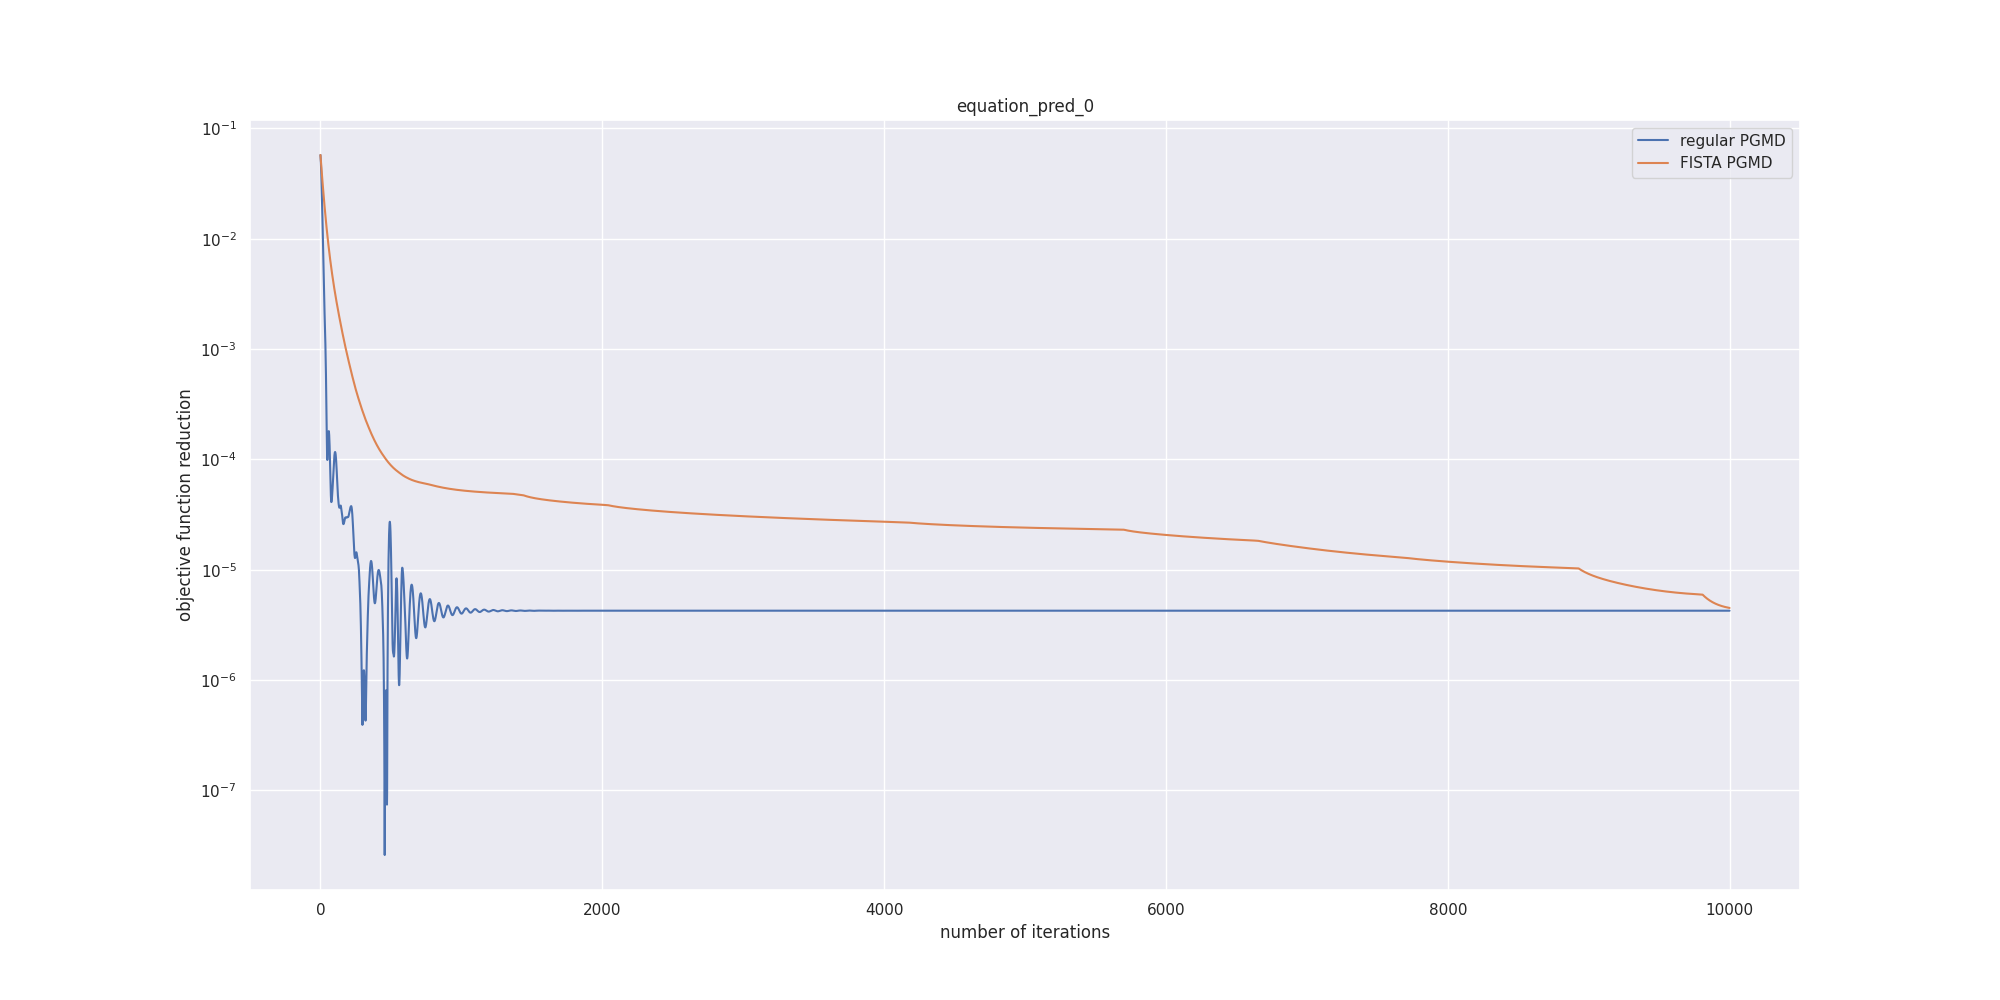 equation_pred_0
regular PGMD
FISTA PGMD
objective function reduction
10⁻¹
10⁻²
10⁻³
10⁻⁴
10⁻⁵
10⁻⁶
10⁻⁷
0 2000 4000 6000 8000 10000
number of iterations